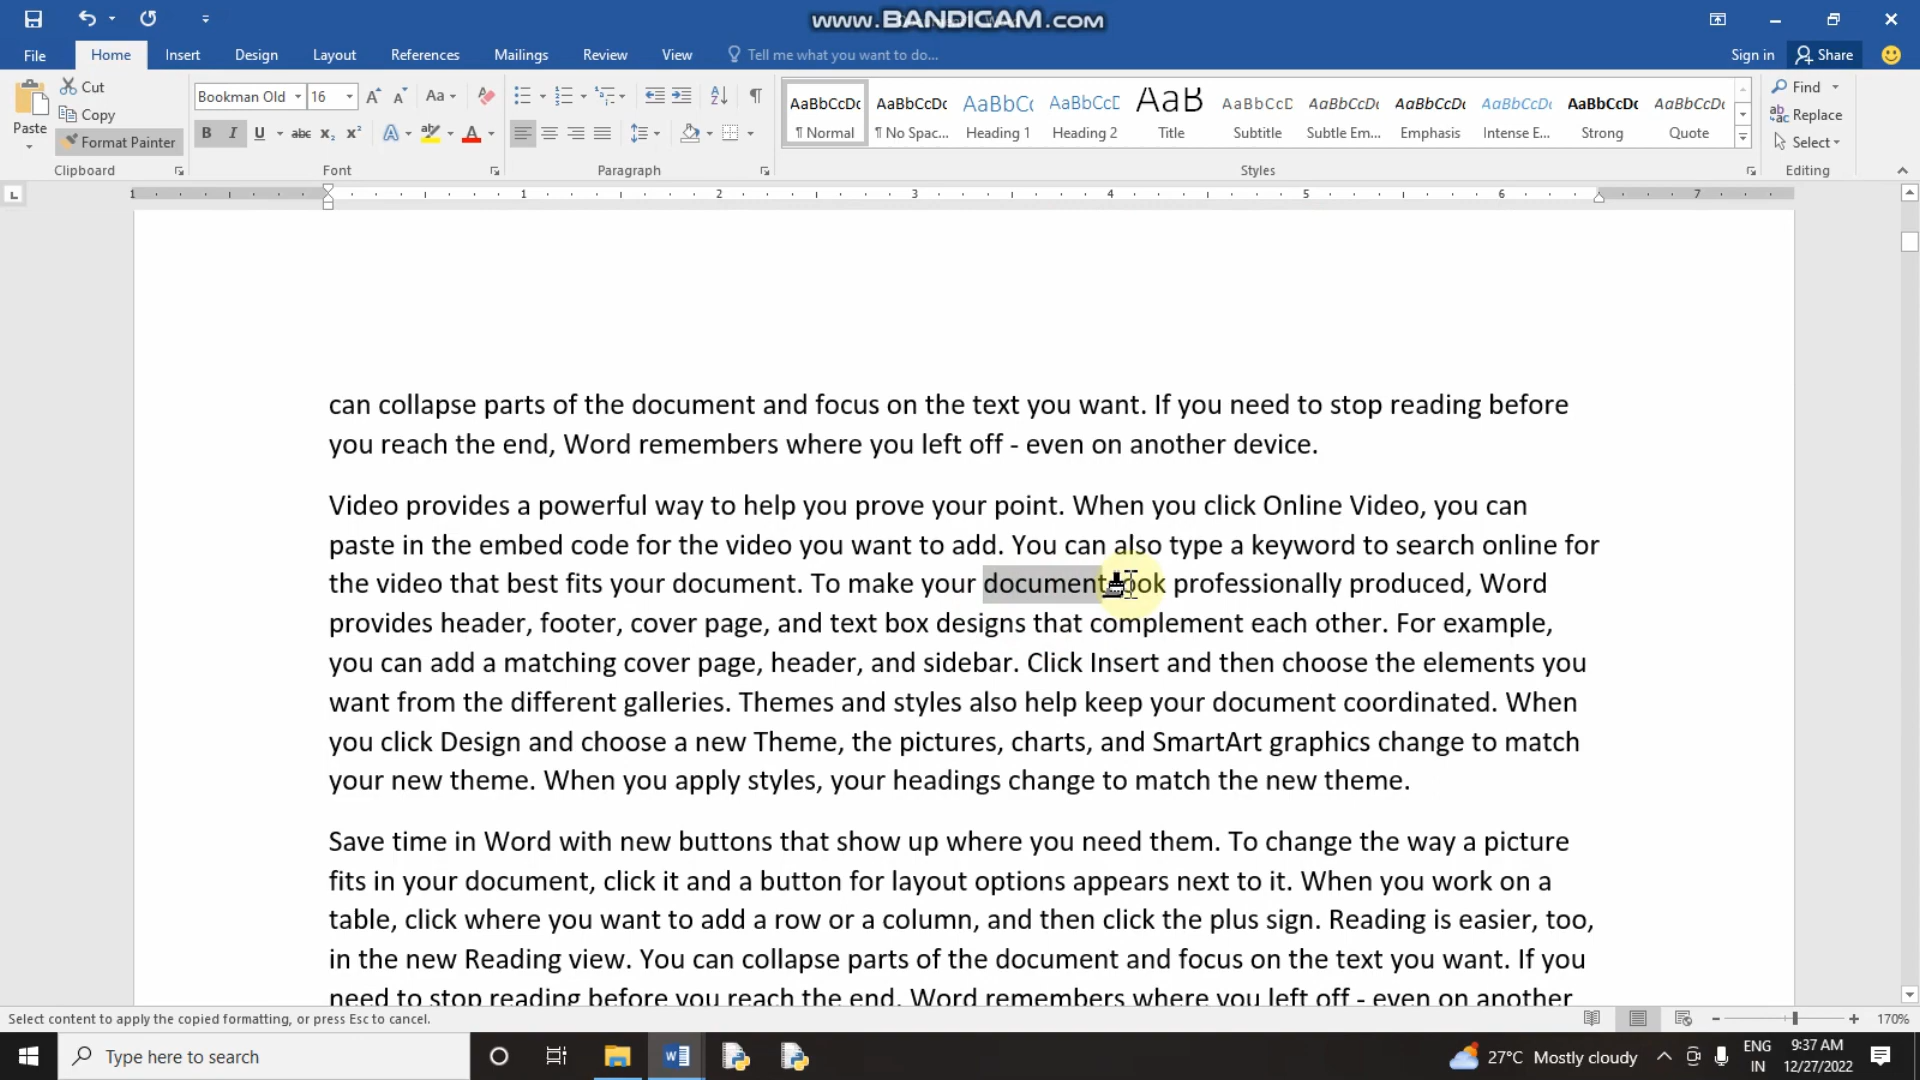 www.BANDICAM.com
File Home Insert Design Layout References Mailings Review View Tell me what you want to do... Sign in Share
Paste
Cut
Copy
Format Painter
Clipboard
Bookman Old 16
Font
Paragraph
AaBbCcDc AaBbCcDc AaBbCc AaBbCcD AaB AaBbCcD AaBbCcDc AaBbCcDc AaBbCcDc AaBbCcDc AaBbCcDc
¶ Normal ¶ No Spac... Heading 1 Heading 2 Title Subtitle Subtle Em... Emphasis Intense E... Strong Quote
Styles
Find
Replace
Select
Editing
1 1 2 3 4 5 6 7
can collapse parts of the document and focus on the text you want. If you need to stop reading before
you reach the end, Word remembers where you left off - even on another device.
Video provides a powerful way to help you prove your point. When you click Online Video, you can
paste in the embed code for the video you want to add. You can also type a keyword to search online for
the video that best fits your document. To make your document look professionally produced, Word
provides header, footer, cover page, and text box designs that complement each other. For example,
you can add a matching cover page, header, and sidebar. Click Insert and then choose the elements you
want from the different galleries. Themes and styles also help keep your document coordinated. When
you click Design and choose a new Theme, the pictures, charts, and SmartArt graphics change to match
your new theme. When you apply styles, your headings change to match the new theme.
Save time in Word with new buttons that show up where you need them. To change the way a picture
fits in your document, click it and a button for layout options appears next to it. When you work on a
table, click where you want to add a row or a column, and then click the plus sign. Reading is easier, too,
in the new Reading view. You can collapse parts of the document and focus on the text you want. If you
need to stop reading before you reach the end, Word remembers where you left off - even on another
Select content to apply the copied formatting, or press Esc to cancel.
170%
Type here to search
27°C Mostly cloudy
ENG
IN
9:37 AM
12/27/2022